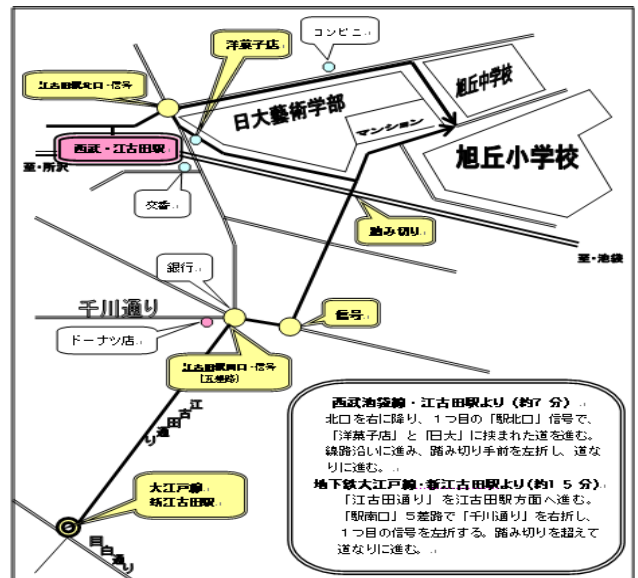 コンビニ
洋菓子店
江古田駅北口・信号
旭丘中学校
日大藝術学部
マンション
旭丘小学校
西武・江古田駅
至・所沢
交番
踏み切り
至・池袋
銀行
千川通り
信号
ドーナツ店
江古田駅南口・信号
(五差路)
江古田通り
大江戸線
新江古田駅
目白通り
西武池袋線・江古田駅より(約7分)
北口を右に降り、1つ目の「駅北口」信号で、
「洋菓子店」と「日大」に挟まれた道を進む。
線路沿いに進み、踏み切り手前を左折し、道な
りに進む。
地下鉄大江戸線・新江古田駅より(約15分)
「江古田通り」を江古田駅方面へ進む。
「駅南口」5差路で「千川通り」を右折し、
1つ目の信号を左折する。踏み切りを超えて
道なりに進む。